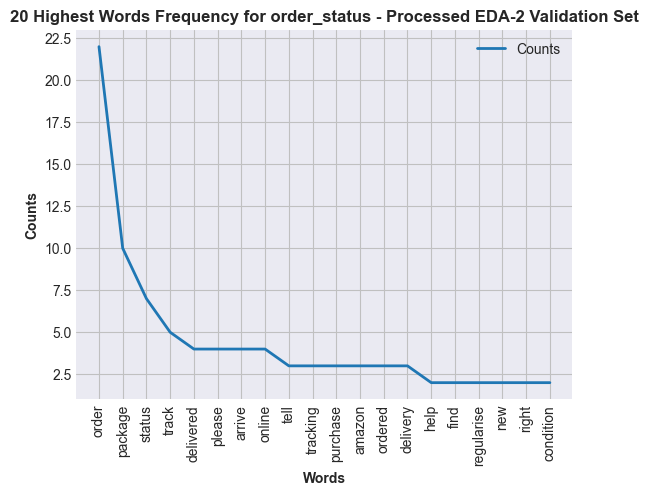 20 Highest Words Frequency for order_status - Processed EDA-2 Validation Set
Counts
22.5
20.0
17.5
15.0
12.5
10.0
7.5
5.0
2.5
Counts
order
package
status
track
delivered
please
arrive
online
tell
tracking
purchase
amazon
ordered
delivery
help
find
regularise
new
right
condition
Words